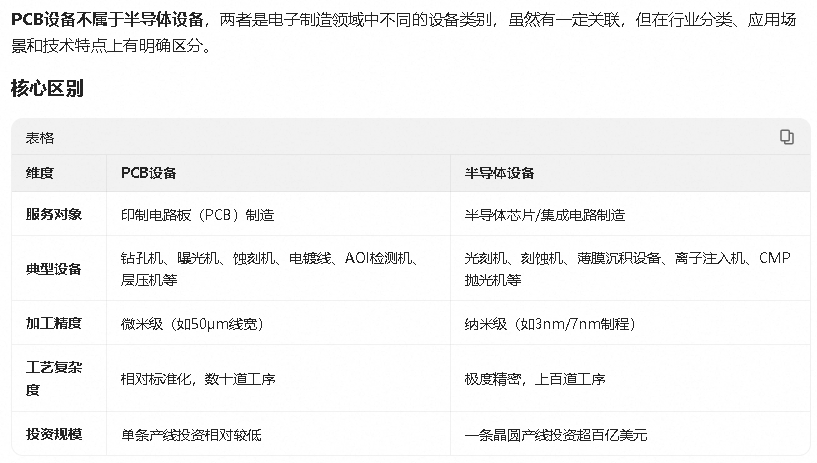 PCB设备不属于半导体设备，两者是电子制造领域中不同的设备类别，虽然有一定关联，但在行业分类、应用场
景和技术特点上有明确区分。
核心区别
表格
维度 PCB设备 半导体设备
服务对象 印制电路板（PCB）制造 半导体芯片/集成电路制造
典型设备 钻孔机、曝光机、蚀刻机、电镀线、AOI检测机、
层压机等 光刻机、刻蚀机、薄膜沉积设备、离子注入机、CMP
抛光机等
加工精度 微米级（如50μm线宽） 纳米级（如3nm/7nm制程）
工艺复杂
度 相对标准化，数十道工序 极度精密，上百道工序
投资规模 单条产线投资相对较低 一条晶圆产线投资超百亿美元